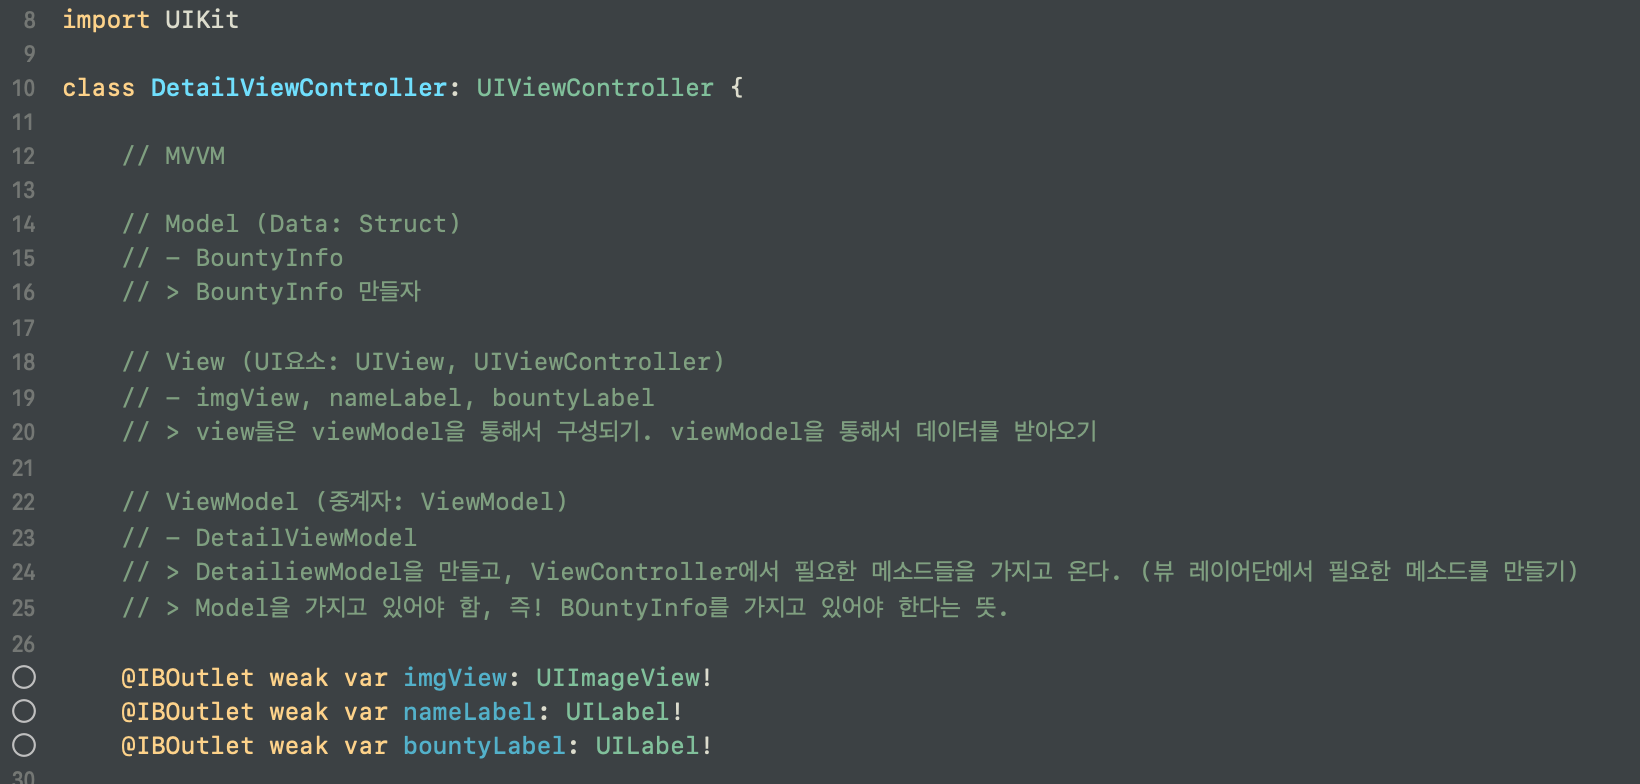 8 import UIKit
9
10 class DetailViewController: UIViewController {
11
12 // MVVM
13
14 // Model (Data: Struct)
15 // - BountyInfo
16 // > BountyInfo 만들자
17
18 // View (UI요소: UIView, UIViewController)
19 // - imgView, nameLabel, bountyLabel
20 // > view들은 viewModel을 통해서 구성되기. viewModel을 통해서 데이터를 받아오기
21
22 // ViewModel (중계자: ViewModel)
23 // - DetailViewModel
24 // > DetailiewModel을 만들고, ViewController에서 필요한 메소드들을 가지고 온다. (뷰 레이어단에서 필요한 메소드를 만들기)
25 // > Model을 가지고 있어야 함, 즉! BOuntyInfo를 가지고 있어야 한다는 뜻.
26
@IBOutlet weak var imgView: UIImageView!
@IBOutlet weak var nameLabel: UILabel!
@IBOutlet weak var bountyLabel: UILabel!
30